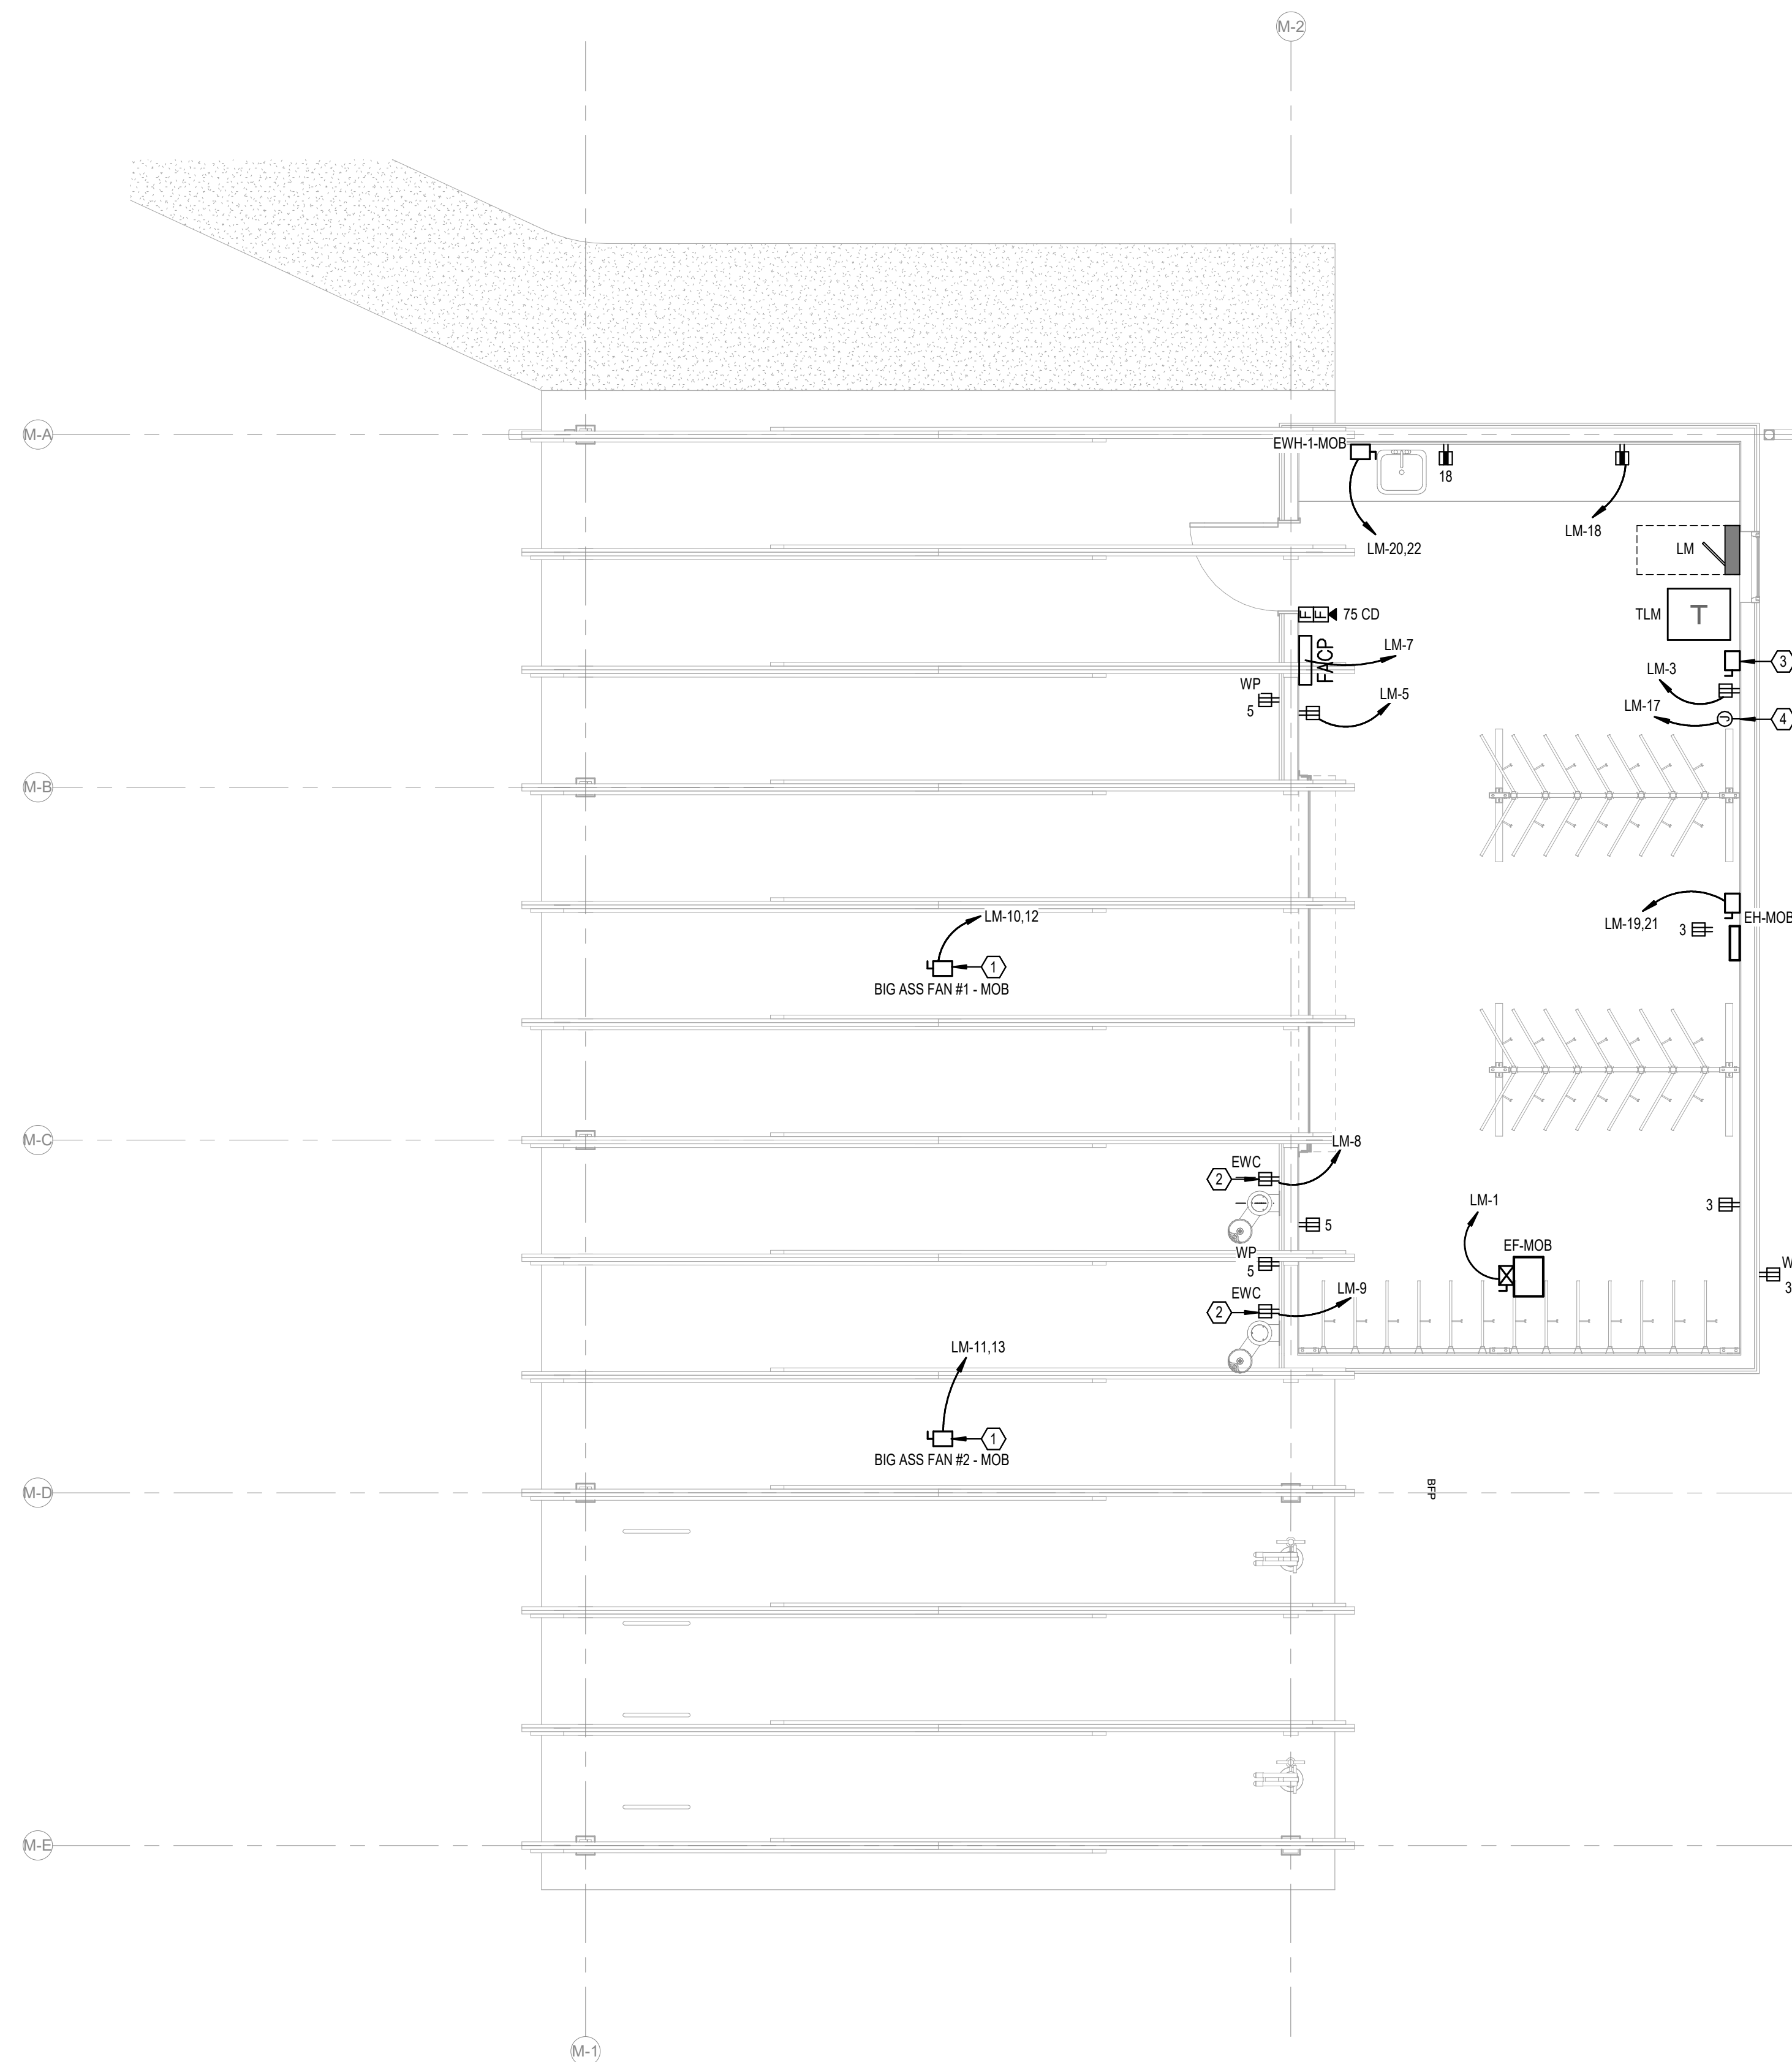 M-2
M-A
EWH-1-MOB
18
LM-18
LM-20,22
LM
75 CD
TLM
T
F F
FACP
LM-7
3
LM-3
WP
5
LM-5
LM-17
J
4
M-B
LM-10,12
1
BIG ASS FAN #1 - MOB
LM-19,21
3
EH-MOB
M-C
LM-8
EWC
2
LM-1
3
5
EF-MOB
WP
5
W
3
EWC
2
LM-9
LM-11,13
1
BIG ASS FAN #2 - MOB
M-D
BFP
M-E
M-1